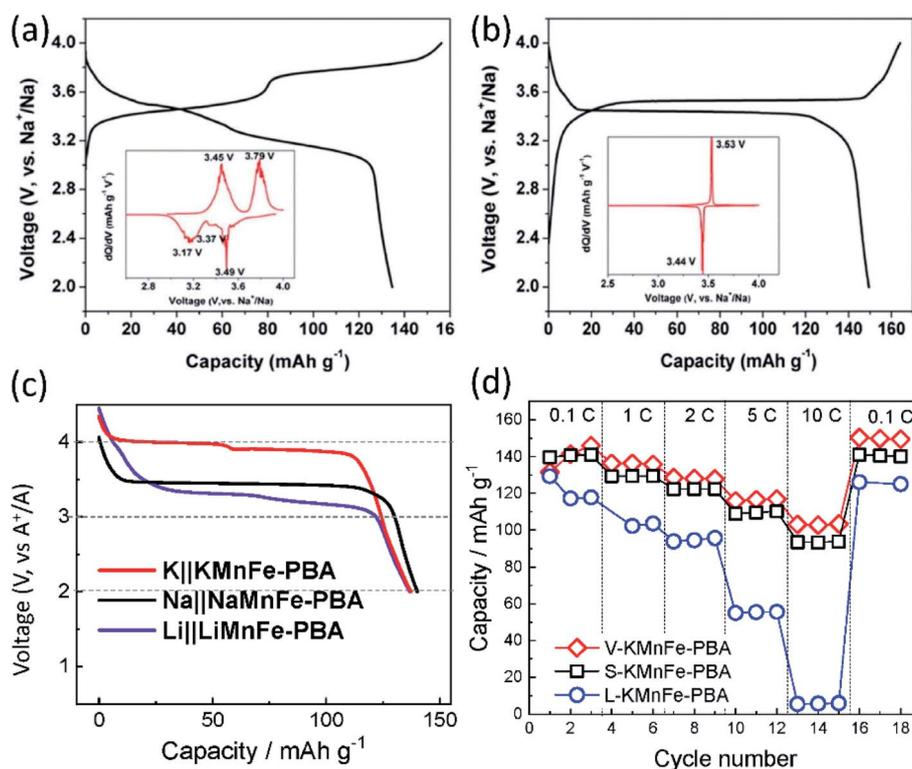 (a)
4.0
3.6
3.2
2.8
2.4
2.0
Voltage (V, vs. Na⁺/Na)
3.45 V
3.79 V
3.17 V
3.37 V
3.49 V
dQ/dV (mAh g⁻¹ V⁻¹)
2.5 3.0 3.5 4.0
Voltage (V,vs. Na⁺/Na)
0 20 40 60 80 100 120 140 16
Capacity (mAh g⁻¹)
(b)
4.0
3.6
3.2
2.8
2.4
2.0
Voltage (V, vs. Na⁺/Na)
3.53 V
3.44 V
dQ/dV (mAh g⁻¹ V⁻¹)
2.5 3.0 3.5 4.0
Voltage (V,vs. Na⁺/Na)
0 20 40 60 80 100 120 140 160
Capacity (mAh g⁻¹)
(c)
4
3
2
1
Voltage (V, vs A⁺/A)
K||KMnFe-PBA
Na||NaMnFe-PBA
Li||LiMnFe-PBA
0 50 100 150
Capacity / mAh g⁻¹
(d)
160
140
120
100
80
60
40
20
0
Capacity / mAh g⁻¹
0.1 C 1 C 2 C 5 C 10 C 0.1 C
V-KMnFe-PBA
S-KMnFe-PBA
L-KMnFe-PBA
0 2 4 6 8 10 12 14 16 18
Cycle number